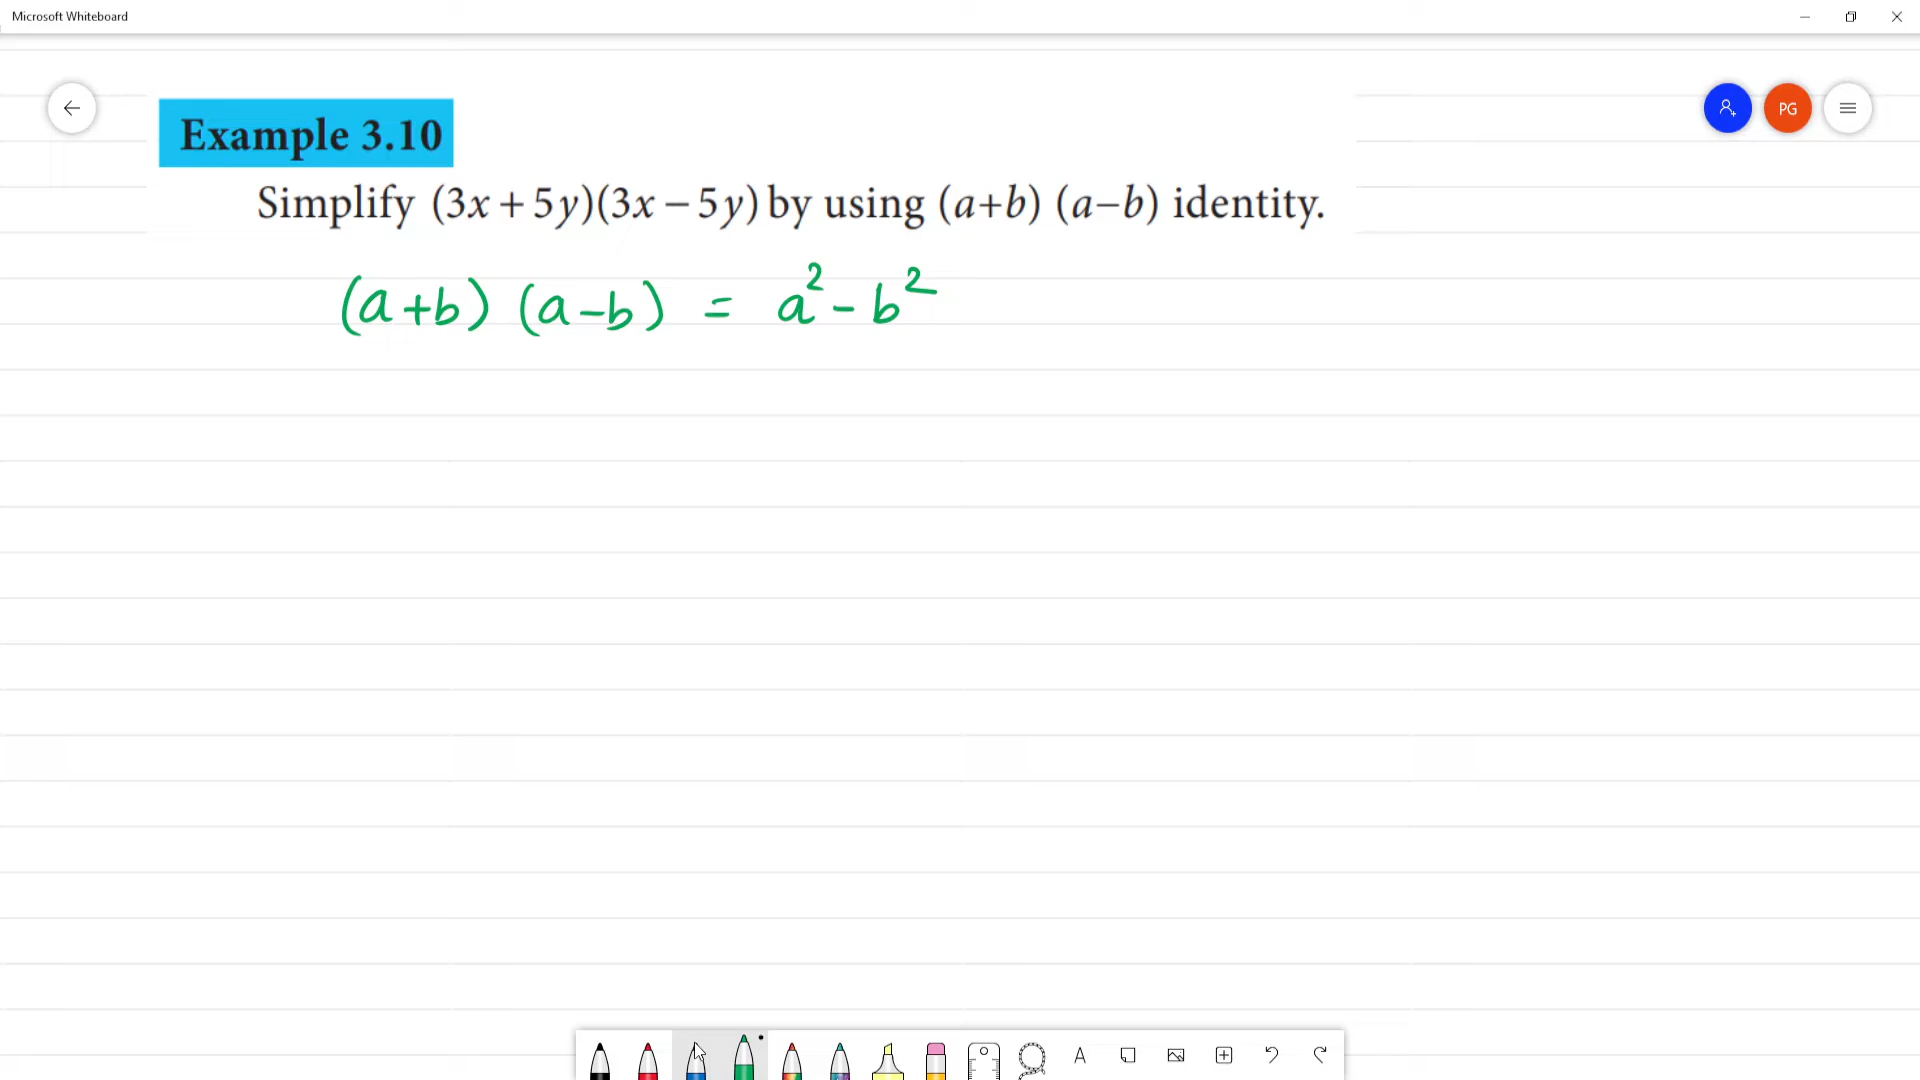 Microsoft Whiteboard
PG
Example 3.10
Simplify (3x + 5y)(3x − 5y) by using (a+b) (a−b) identity.
(a+b) (a-b) = a² - b²
A